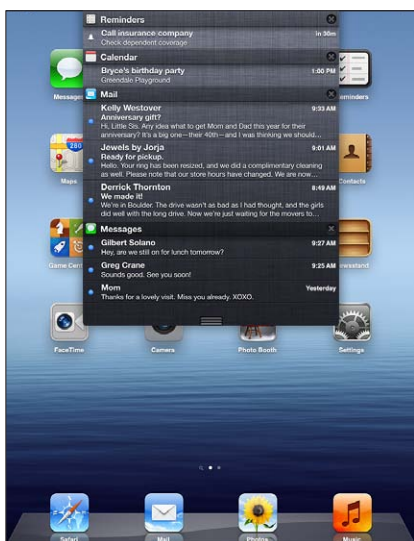 Reminders
Call insurance company in 30m
Check dependent coverage
Calendar
Bryce's birthday party 1:00 PM
Greendale Playground
Mail
Kelly Westover 9:33 AM
Anniversary gift?
Hi, Little Sis. Any idea what to get Mom and Dad this year for their
anniversary? It's a big one—their 40th—and I was thinking we should...
Jewels by Jorja 9:01 AM
Ready for pickup.
Hello. Your ring has been resized, and we did a complimentary cleaning
as well. Please note that our store hours have changed. We are now...
Derrick Thornton 8:49 AM
We made it!
We're in Boulder. The drive wasn't as bad as I had thought, and the girls
did well with the long drive. Now we're just waiting for the movers to...
Messages
Gilbert Solano 9:27 AM
Hey, are we still on for lunch tomorrow?
Greg Crane 9:25 AM
Sounds good. See you soon!
Mom Yesterday
Thanks for a lovely visit. Miss you already. XOXO.
Messages
eminders
280
Maps
Contacts
Game Cent
ewsstand
FaceTime
Camera
Photo Booth
Settings
Safari
Mail
Photos
Music